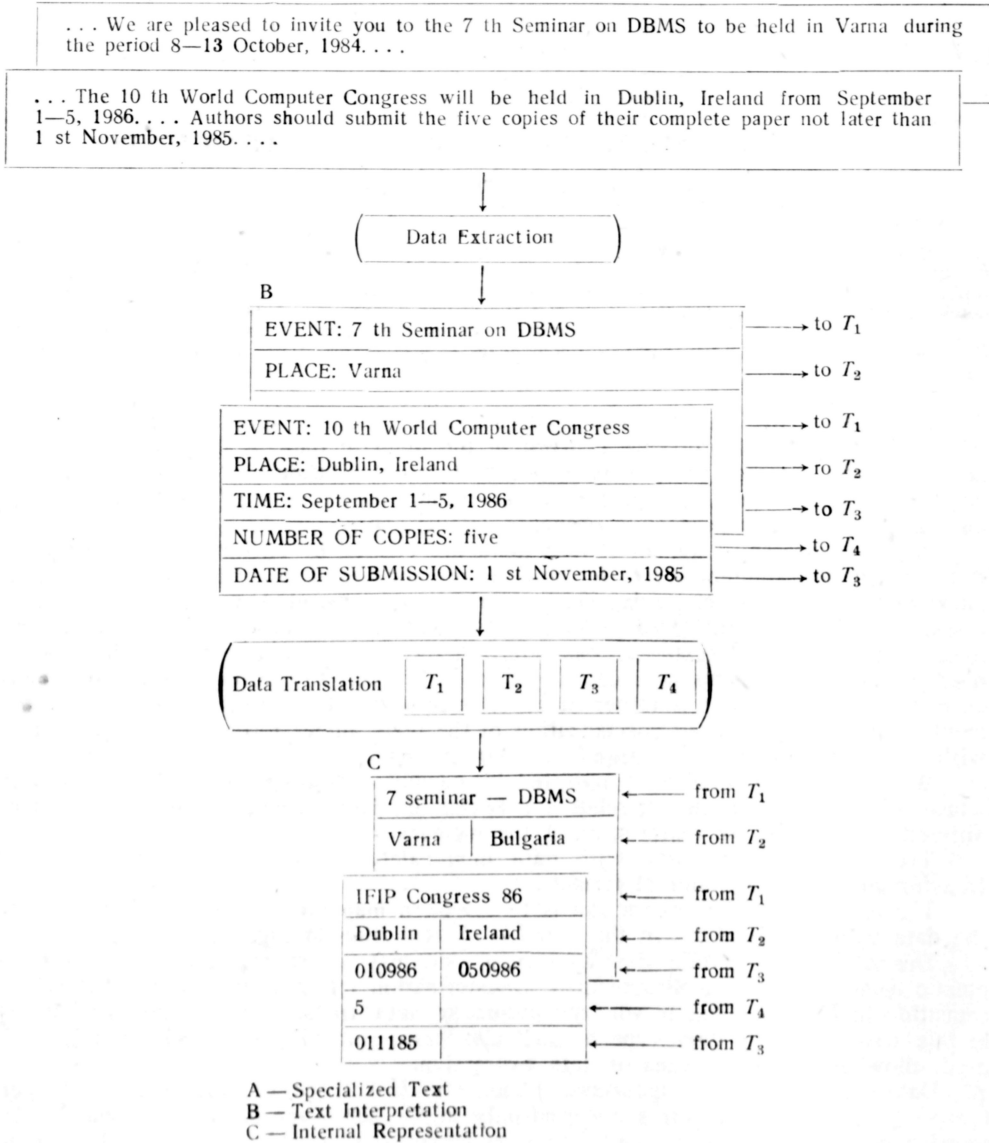 . . . We are pleased to invite you to the 7 th Seminar on DBMS to be held in Varna during
the period 8—13 October, 1984. . . .
. . . The 10 th World Computer Congress will be held in Dublin, Ireland from September
1—5, 1986. . . . Authors should submit the five copies of their complete paper not later than
1 st November, 1985. . . .
Data Extraction
B
EVENT: 7 th Seminar on DBMS to T₁
PLACE: Varna to T₂
EVENT: 10 th World Computer Congress to T₁
PLACE: Dublin, Ireland ro T₂
TIME: September 1—5, 1986 to T₃
NUMBER OF COPIES: five to T₄
DATE OF SUBMISSION: 1 st November, 1985 to T₃
Data Translation T₁ T₂ T₃ T₄
C
7 seminar — DBMS from T₁
Varna Bulgaria from T₂
IFIP Congress 86 from T₁
Dublin Ireland from T₂
010986 050986 from T₃
5 from T₄
011185 from T₃
A — Specialized Text
B — Text Interpretation
C — Internal Representation